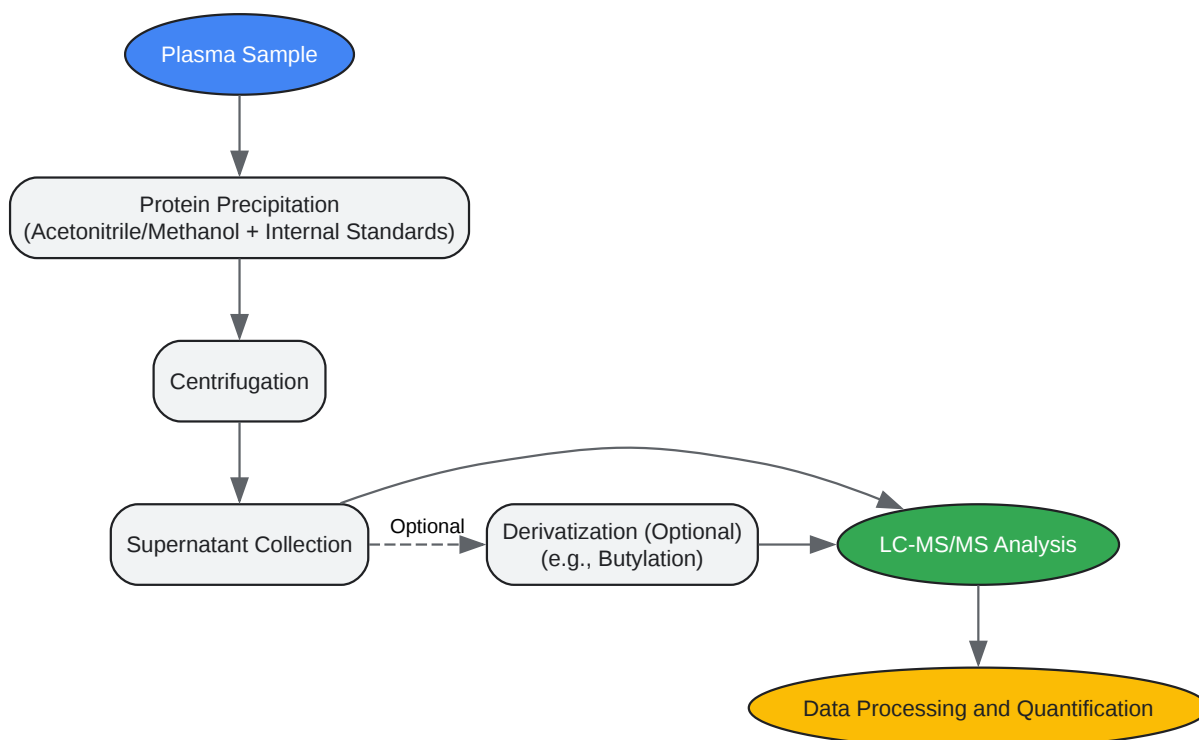 Plasma Sample
Protein Precipitation
(Acetonitrile/Methanol + Internal Standards)
Centrifugation
Supernatant Collection
Optional
Derivatization (Optional)
(e.g., Butylation)
LC-MS/MS Analysis
Data Processing and Quantification